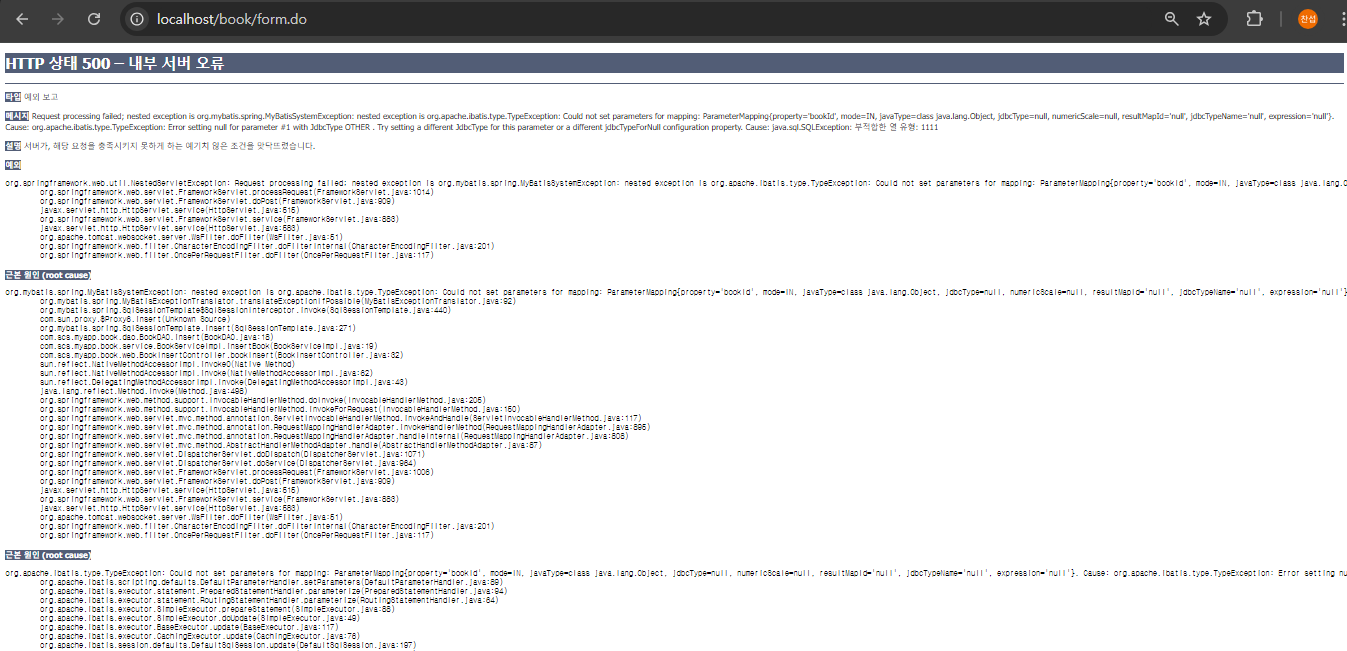 localhost/book/form.do
찬섭
HTTP 상태 500 – 내부 서버 오류
타입 예외 보고
메시지 Request processing failed; nested exception is org.mybatis.spring.MyBatisSystemException: nested exception is org.apache.ibatis.type.TypeException: Could not set parameters for mapping: ParameterMapping{property='bookId', mode=IN, javaType=class java.lang.Object, jdbcType=null, numericScale=null, resultMapId='null', jdbcTypeName='null', expression='null'}.
Cause: org.apache.ibatis.type.TypeException: Error setting null for parameter #1 with JdbcType OTHER . Try setting a different JdbcType for this parameter or a different jdbcTypeForNull configuration property. Cause: java.sql.SQLException: 부적합한 열 유형: 1111
설명 서버가, 해당 요청을 충족시키지 못하게 하는 예기치 않은 조건을 맞닥뜨렸습니다.
예외
org.springframework.web.util.NestedServletException: Request processing failed; nested exception is org.mybatis.spring.MyBatisSystemException: nested exception is org.apache.ibatis.type.TypeException: Could not set parameters for mapping: ParameterMapping{property='bookId', mode=IN, javaType=class java.lang.O
org.springframework.web.servlet.FrameworkServlet.processRequest(FrameworkServlet.java:1014)
org.springframework.web.servlet.FrameworkServlet.doPost(FrameworkServlet.java:909)
javax.servlet.http.HttpServlet.service(HttpServlet.java:515)
org.springframework.web.servlet.FrameworkServlet.service(FrameworkServlet.java:883)
javax.servlet.http.HttpServlet.service(HttpServlet.java:583)
org.apache.tomcat.websocket.server.WsFilter.doFilter(WsFilter.java:51)
org.springframework.web.filter.CharacterEncodingFilter.doFilterInternal(CharacterEncodingFilter.java:201)
org.springframework.web.filter.OncePerRequestFilter.doFilter(OncePerRequestFilter.java:117)
근본 원인 (root cause)
org.mybatis.spring.MyBatisSystemException: nested exception is org.apache.ibatis.type.TypeException: Could not set parameters for mapping: ParameterMapping{property='bookId', mode=IN, javaType=class java.lang.Object, jdbcType=null, numericScale=null, resultMapId='null', jdbcTypeName='null', expression='null'}
org.mybatis.spring.MyBatisExceptionTranslator.translateExceptionIfPossible(MyBatisExceptionTranslator.java:92)
org.mybatis.spring.SqlSessionTemplate$SqlSessionInterceptor.invoke(SqlSessionTemplate.java:440)
com.sun.proxy.$Proxy8.insert(Unknown Source)
org.mybatis.spring.SqlSessionTemplate.insert(SqlSessionTemplate.java:271)
com.scs.myapp.book.dao.BookDAO.insert(BookDAO.java:15)
com.scs.myapp.book.service.BookServiceImpl.insertBook(BookServiceImpl.java:19)
com.scs.myapp.book.web.BookInsertController.bookInsert(BookInsertController.java:32)
sun.reflect.NativeMethodAccessorImpl.invoke0(Native Method)
sun.reflect.NativeMethodAccessorImpl.invoke(NativeMethodAccessorImpl.java:62)
sun.reflect.DelegatingMethodAccessorImpl.invoke(DelegatingMethodAccessorImpl.java:43)
java.lang.reflect.Method.invoke(Method.java:498)
org.springframework.web.method.support.InvocableHandlerMethod.doInvoke(InvocableHandlerMethod.java:205)
org.springframework.web.method.support.InvocableHandlerMethod.invokeForRequest(InvocableHandlerMethod.java:150)
org.springframework.web.servlet.mvc.method.annotation.ServletInvocableHandlerMethod.invokeAndHandle(ServletInvocableHandlerMethod.java:117)
org.springframework.web.servlet.mvc.method.annotation.RequestMappingHandlerAdapter.invokeHandlerMethod(RequestMappingHandlerAdapter.java:895)
org.springframework.web.servlet.mvc.method.annotation.RequestMappingHandlerAdapter.handleInternal(RequestMappingHandlerAdapter.java:808)
org.springframework.web.servlet.mvc.method.AbstractHandlerMethodAdapter.handle(AbstractHandlerMethodAdapter.java:87)
org.springframework.web.servlet.DispatcherServlet.doDispatch(DispatcherServlet.java:1071)
org.springframework.web.servlet.DispatcherServlet.doService(DispatcherServlet.java:964)
org.springframework.web.servlet.FrameworkServlet.processRequest(FrameworkServlet.java:1006)
org.springframework.web.servlet.FrameworkServlet.doPost(FrameworkServlet.java:909)
javax.servlet.http.HttpServlet.service(HttpServlet.java:515)
org.springframework.web.servlet.FrameworkServlet.service(FrameworkServlet.java:883)
javax.servlet.http.HttpServlet.service(HttpServlet.java:583)
org.apache.tomcat.websocket.server.WsFilter.doFilter(WsFilter.java:51)
org.springframework.web.filter.CharacterEncodingFilter.doFilterInternal(CharacterEncodingFilter.java:201)
org.springframework.web.filter.OncePerRequestFilter.doFilter(OncePerRequestFilter.java:117)
근본 원인 (root cause)
org.apache.ibatis.type.TypeException: Could not set parameters for mapping: ParameterMapping{property='bookId', mode=IN, javaType=class java.lang.Object, jdbcType=null, numericScale=null, resultMapId='null', jdbcTypeName='null', expression='null'}. Cause: org.apache.ibatis.type.TypeException: Error setting nu
org.apache.ibatis.scripting.defaults.DefaultParameterHandler.setParameters(DefaultParameterHandler.java:89)
org.apache.ibatis.executor.statement.PreparedStatementHandler.parameterize(PreparedStatementHandler.java:94)
org.apache.ibatis.executor.statement.RoutingStatementHandler.parameterize(RoutingStatementHandler.java:64)
org.apache.ibatis.executor.SimpleExecutor.prepareStatement(SimpleExecutor.java:88)
org.apache.ibatis.executor.SimpleExecutor.doUpdate(SimpleExecutor.java:49)
org.apache.ibatis.executor.BaseExecutor.update(BaseExecutor.java:117)
org.apache.ibatis.executor.CachingExecutor.update(CachingExecutor.java:76)
org.apache.ibatis.session.defaults.DefaultSqlSession.update(DefaultSqlSession.java:197)